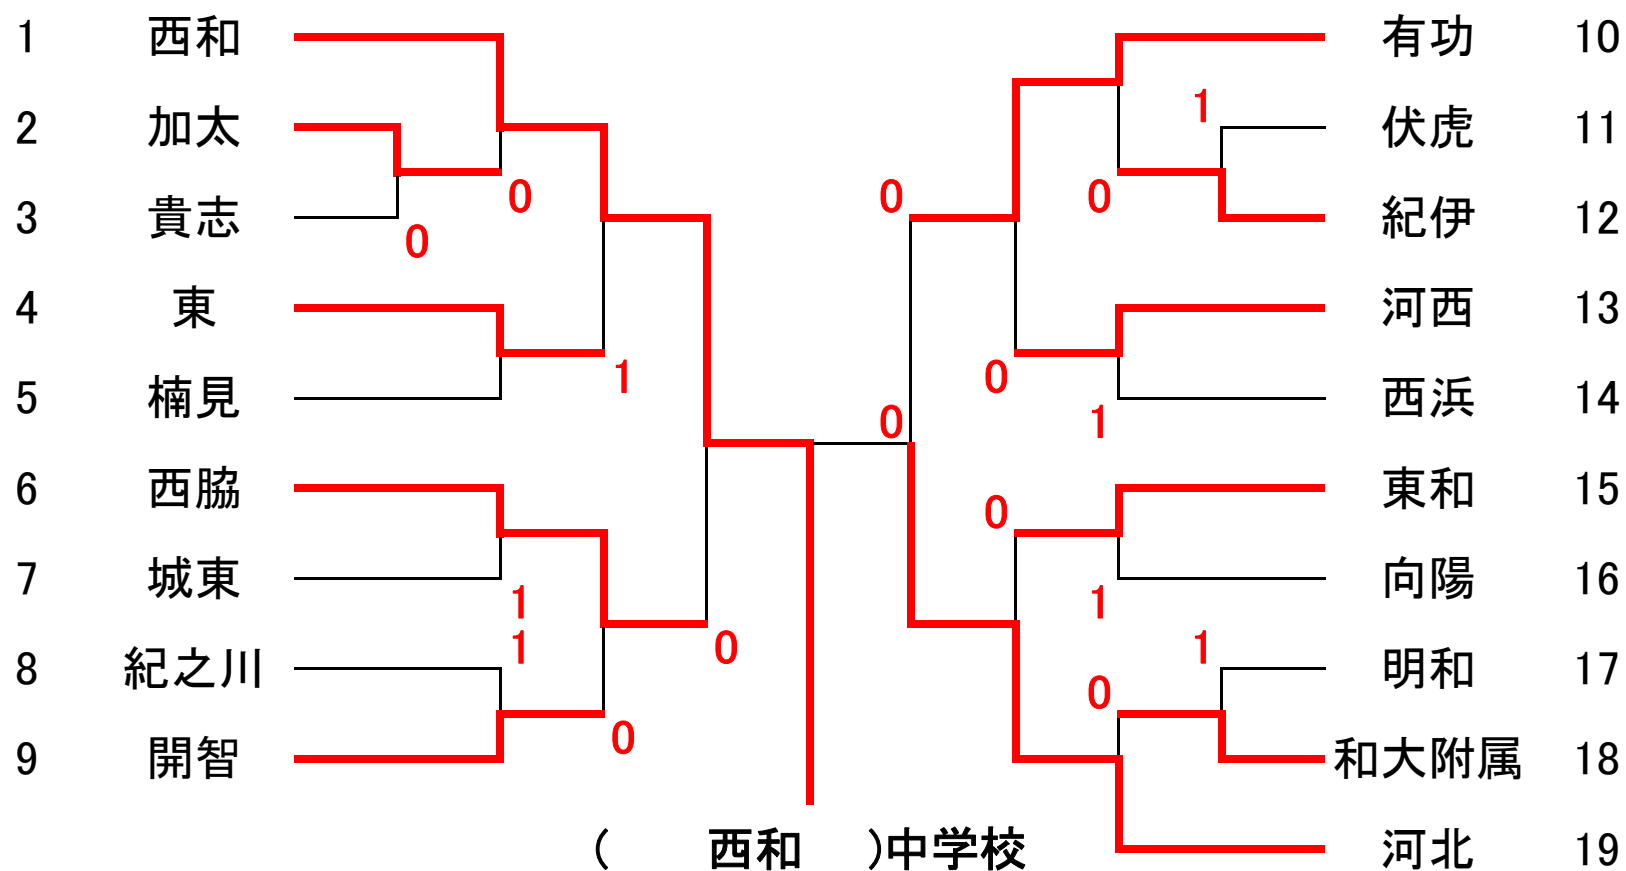 1 西和 有功 10
1
2 加太 伏虎 11
0 0 0
3 貴志 紀伊 12
0
4 東 河西 13
1 0
5 楠見 西浜 14
0 1
6 西脇 東和 15
0
7 城東 向陽 16
1 1
1 0 1
8 紀之川 明和 17
0
0
9 開智 和大附属 18
( 西和 )中学校 河北 19